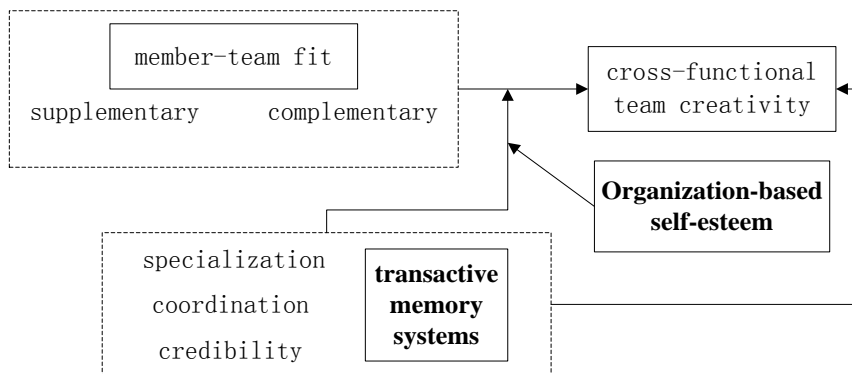 member-team fit
supplementary complementary
cross-functional
team creativity
Organization-based
self-esteem
specialization
coordination
credibility
transactive
memory
systems